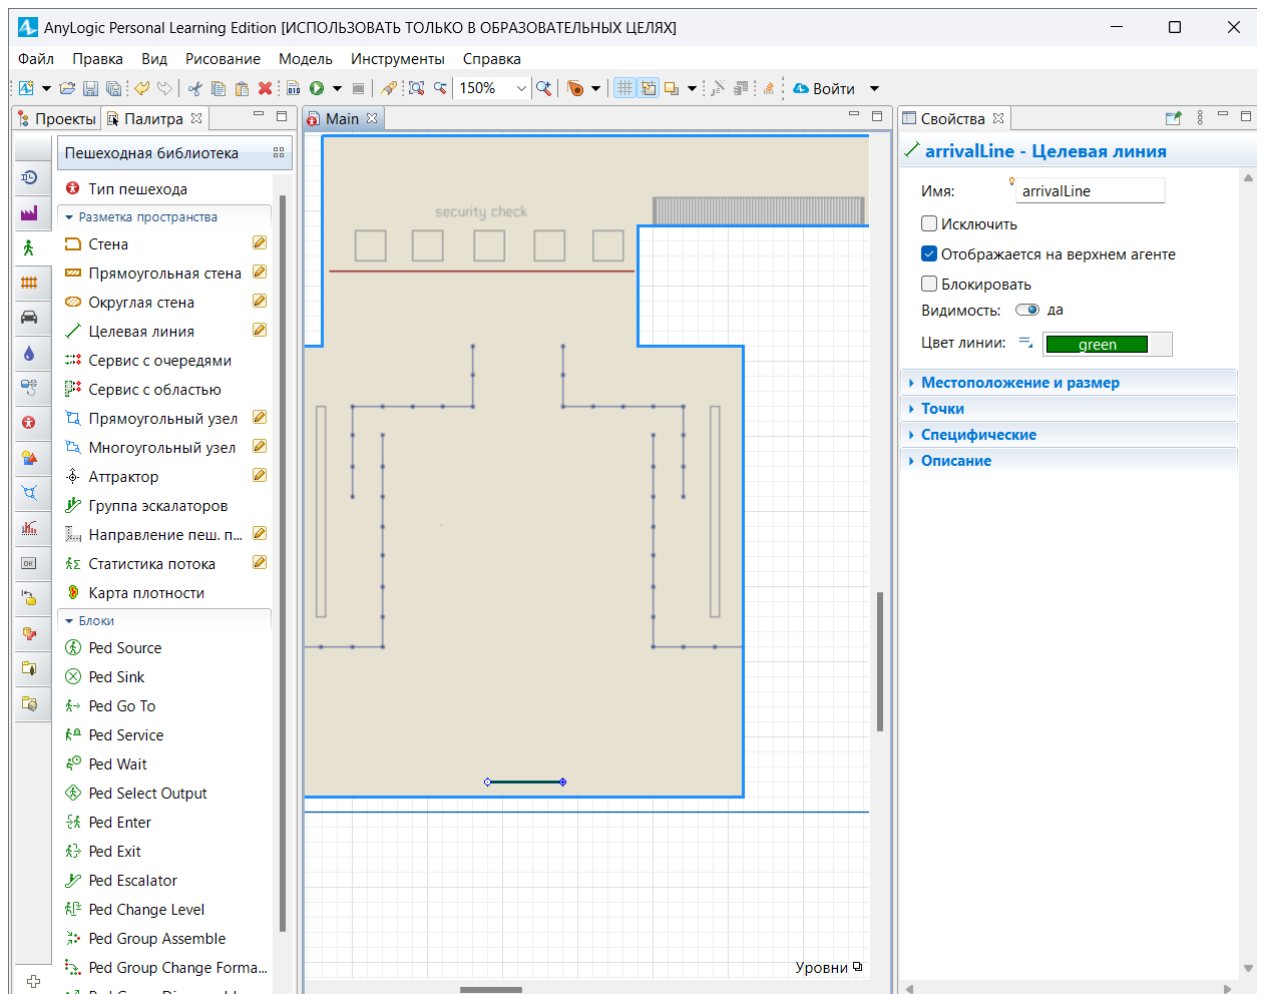 AnyLogic Personal Learning Edition [ИСПОЛЬЗОВАТЬ ТОЛЬКО В ОБРАЗОВАТЕЛЬНЫХ ЦЕЛЯХ]
Файл Правка Вид Рисование Модель Инструменты Справка
150% Войти
Проекты Палитра
Пешеходная библиотека
Тип пешехода
Разметка пространства
Стена
Прямоугольная стена
Округлая стена
Целевая линия
Сервис с очередями
Сервис с областью
Прямоугольный узел
Многоугольный узел
Аттрактор
Группа эскалаторов
Направление пеш. п...
Статистика потока
Карта плотности
Блоки
Ped Source
Ped Sink
Ped Go To
Ped Service
Ped Wait
Ped Select Output
Ped Enter
Ped Exit
Ped Escalator
Ped Change Level
Ped Group Assemble
Ped Group Change Forma...
Main
security check
Уровни
Свойства
arrivalLine - Целевая линия
Имя: arrivalLine
Исключить
Отображается на верхнем агенте
Блокировать
Видимость: да
Цвет линии: green
Местоположение и размер
Точки
Специфические
Описание